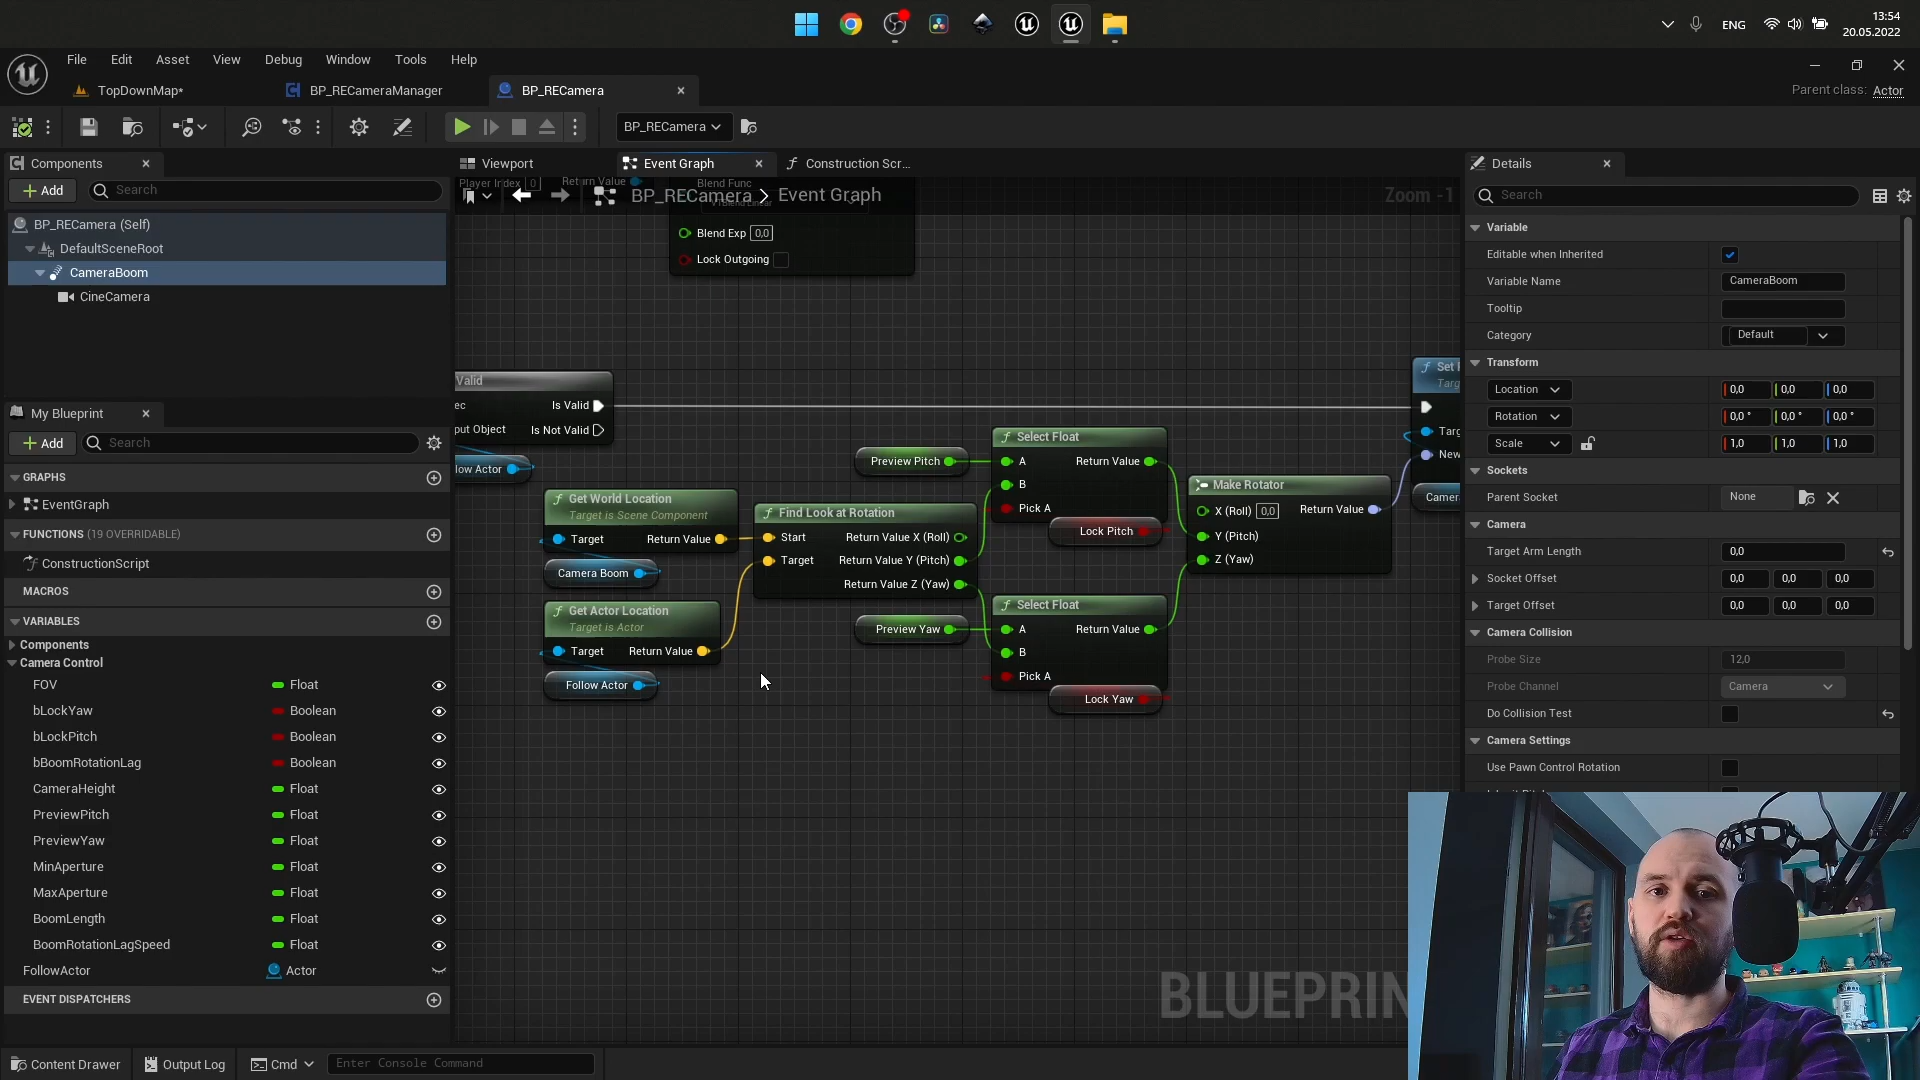 ENG
13:54
20.05.2022
File
Edit
Asset
View
Debug
Window
Tools
Help
TopDownMap*
BP_RECameraManager
BP_RECamera
Parent class: Actor
BP_RECamera
Components
Add
Search
BP_RECamera (Self)
DefaultSceneRoot
CameraBoom
CineCamera
My Blueprint
Add
Search
GRAPHS
EventGraph
FUNCTIONS (19 OVERRIDABLE)
ConstructionScript
MACROS
VARIABLES
Components
Camera Control
FOV Float
bLockYaw Boolean
bLockPitch Boolean
bBoomRotationLag Boolean
CameraHeight Float
PreviewPitch Float
PreviewYaw Float
MinAperture Float
MaxAperture Float
BoomLength Float
BoomRotationLagSpeed Float
FollowActor Actor
EVENT DISPATCHERS
Viewport
Event Graph
Construction Scr...
Player Index 0
Return Value
Blend Func
BP_RECamera > Event Graph
Zoom -1
Blend Exp 0,0
Lock Outgoing
Valid
ec
Is Valid
put Object
Is Not Valid
low Actor
Get World Location
Target is Scene Component
Target
Return Value
Camera Boom
Get Actor Location
Target is Actor
Target
Return Value
Follow Actor
Find Look at Rotation
Start
Return Value X (Roll)
Target
Return Value Y (Pitch)
Return Value Z (Yaw)
Preview Pitch
Select Float
A
Return Value
B
Pick A
Lock Pitch
Preview Yaw
Select Float
A
Return Value
B
Pick A
Lock Yaw
Make Rotator
X (Roll) 0,0
Return Value
Y (Pitch)
Z (Yaw)
Set
Targ
Targ
New
Camer
BLUEPRIN
Details
Search
Variable
Editable when Inherited
Variable Name CameraBoom
Tooltip
Category Default
Transform
Location 0,0 0,0 0,0
Rotation 0,0 ° 0,0 ° 0,0 °
Scale 1,0 1,0 1,0
Sockets
Parent Socket None
Camera
Target Arm Length 0,0
Socket Offset 0,0 0,0 0,0
Target Offset 0,0 0,0 0,0
Camera Collision
Probe Size 12,0
Probe Channel Camera
Do Collision Test
Camera Settings
Use Pawn Control Rotation
Content Drawer
Output Log
Cmd
Enter Console Command